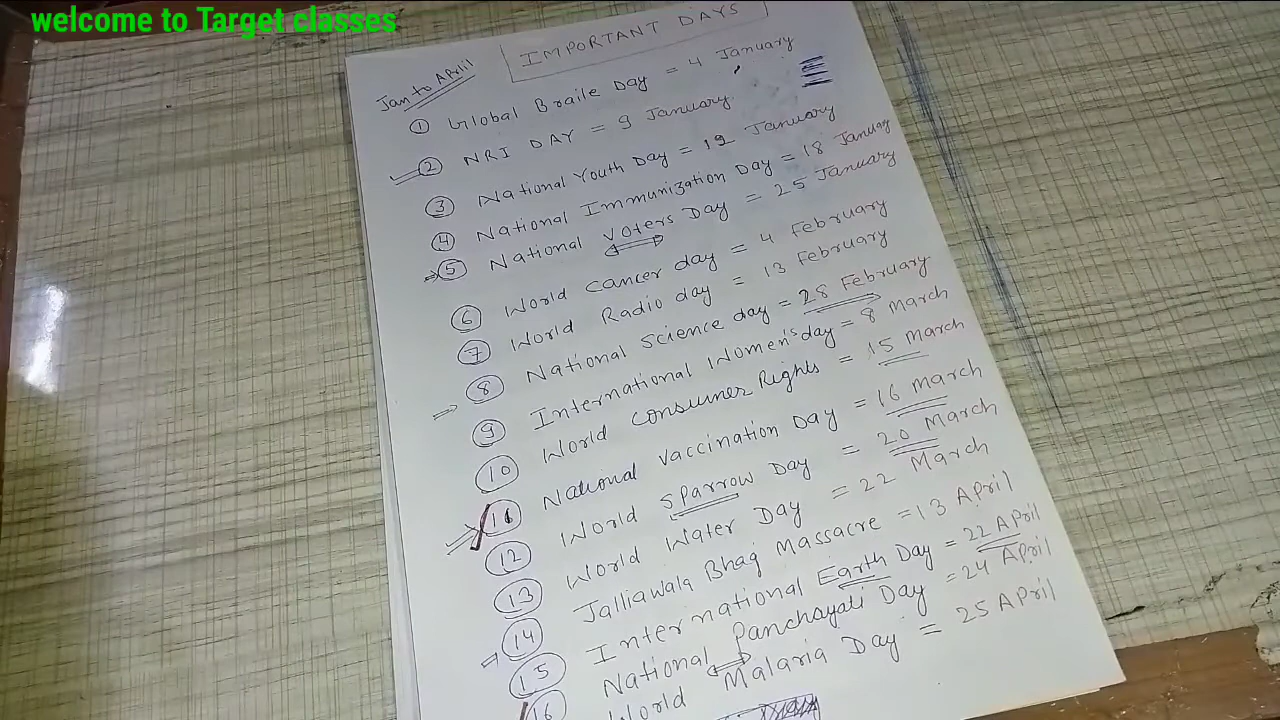 welcome to Target classes
IMPORTANT DAYS
Jan to April
1 Global Braile Day = 4 January
2 NRI DAY = 9 January
3 National Youth Day = 12 January
4 National Immunization Day = 18 January
5 National Voters Day = 25 January
6 World Cancer day = 4 February
7 World Radio day = 13 February
8 National Science day = 28 February
9 International Women's day = 8 March
10 World Consumer Rights = 15 March
11 National Vaccination Day = 16 March
12 World Sparrow Day = 20 March
13 World Water Day = 22 March
14 Jalliawala Bhag Massacre = 13 April
15 International Earth Day = 22 April
16 National Panchayati Day = 24 April
World Malaria Day = 25 April